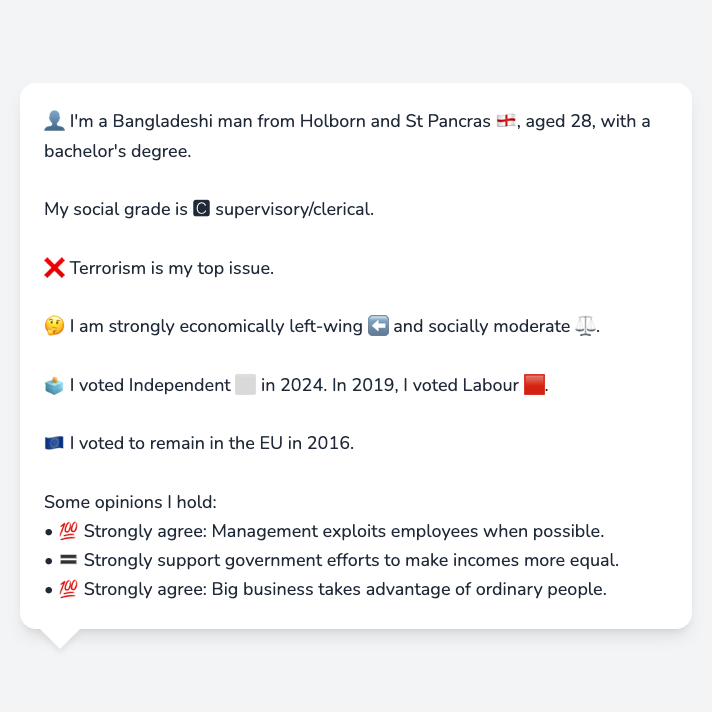 👤 I'm a Bangladeshi man from Holborn and St Pancras 🏴󠁧󠁢󠁥󠁮󠁧󠁿, aged 28, with a
bachelor's degree.
My social grade is 🅲 supervisory/clerical.
❌ Terrorism is my top issue.
🤔 I am strongly economically left-wing ⬅️ and socially moderate ⚖️.
🗳️ I voted Independent ⬜ in 2024. In 2019, I voted Labour 🟥.
🇪🇺 I voted to remain in the EU in 2016.
Some opinions I hold:
• 💯 Strongly agree: Management exploits employees when possible.
• 🟰 Strongly support government efforts to make incomes more equal.
• 💯 Strongly agree: Big business takes advantage of ordinary people.